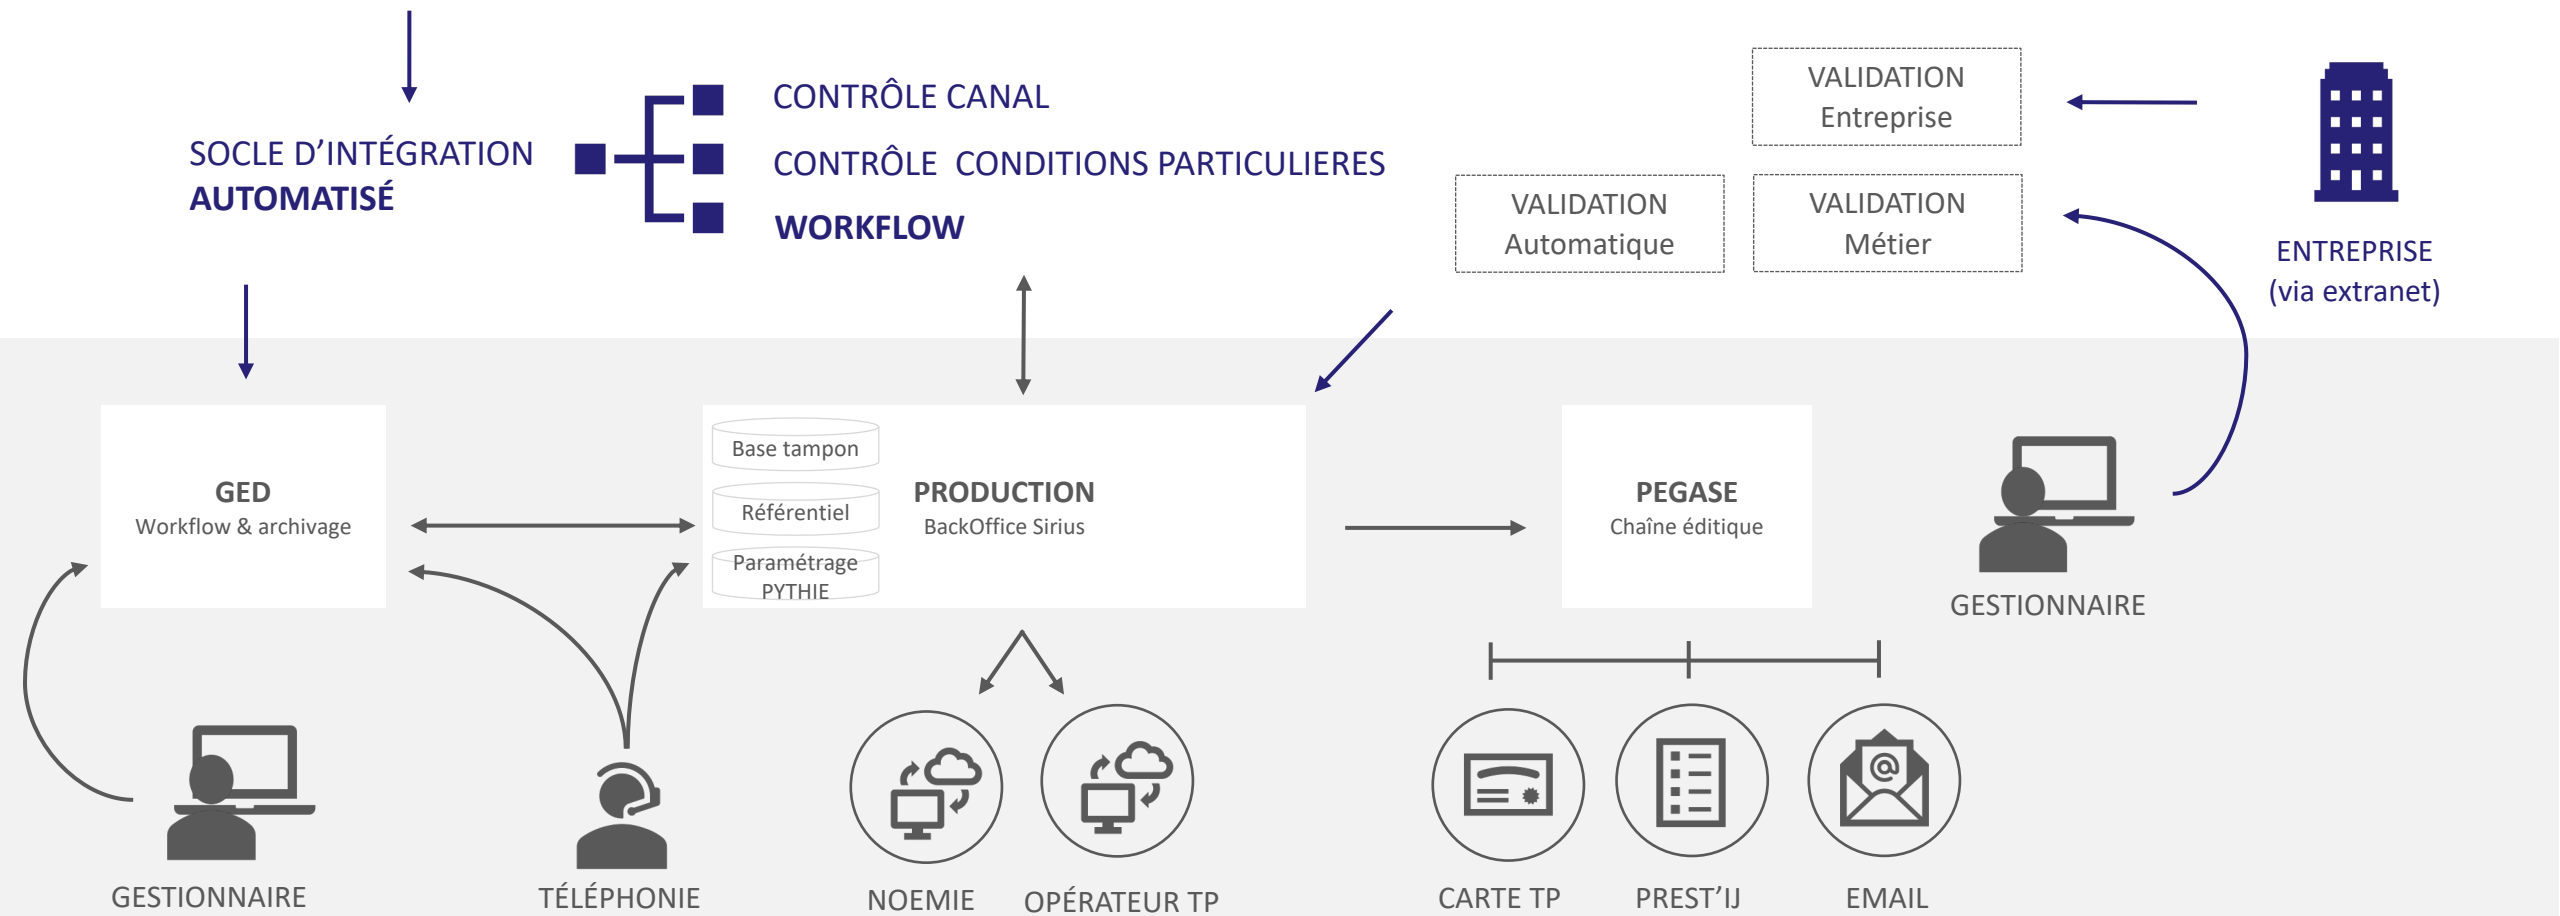 SOCLE D’INTÉGRATION
AUTOMATISÉ
CONTRÔLE CANAL
CONTRÔLE  CONDITIONS PARTICULIERES
WORKFLOW
VALIDATION
Automatique
VALIDATION
Entreprise
VALIDATION
Métier
ENTREPRISE
(via extranet)
GED
Workflow & archivage
Base tampon
Référentiel
Paramétrage
PYTHIE
PRODUCTION
BackOffice Sirius
PEGASE
Chaîne éditique
GESTIONNAIRE
GESTIONNAIRE
TÉLÉPHONIE
NOEMIE
OPÉRATEUR TP
CARTE TP
PREST’IJ
@
EMAIL